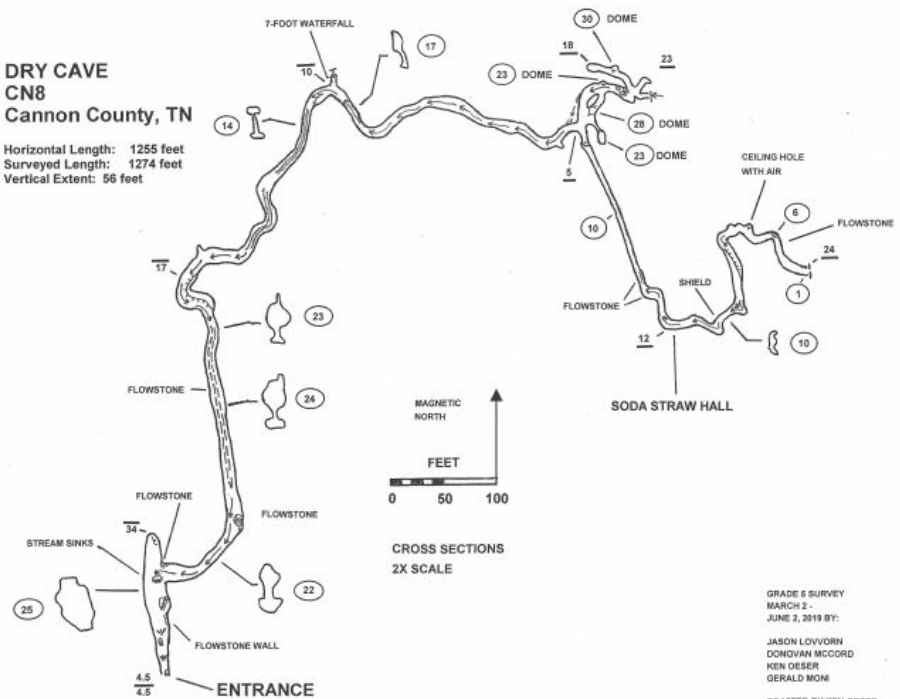 DRY CAVE
CN8
Cannon County, TN
Horizontal Length: 1255 feet
Surveyed Length: 1274 feet
Vertical Extent: 56 feet
7-FOOT WATERFALL
10
17
14
30 DOME
18
23
23 DOME
28 DOME
23 DOME
5
CEILING HOLE
WITH AIR
6
FLOWSTONE
24
1
10
SHIELD
FLOWSTONE
12
10
SODA STRAW HALL
17
23
FLOWSTONE
24
MAGNETIC
NORTH
FEET
0 50 100
CROSS SECTIONS
2X SCALE
FLOWSTONE
FLOWSTONE
34
STREAM SINKS
25
22
FLOWSTONE WALL
4.5
4.5
ENTRANCE
GRADE 5 SURVEY
MARCH 2 -
JUNE 2, 2019 BY:
JASON LOVVORN
DONOVAN MCCORD
KEN OESER
GERALD MONI